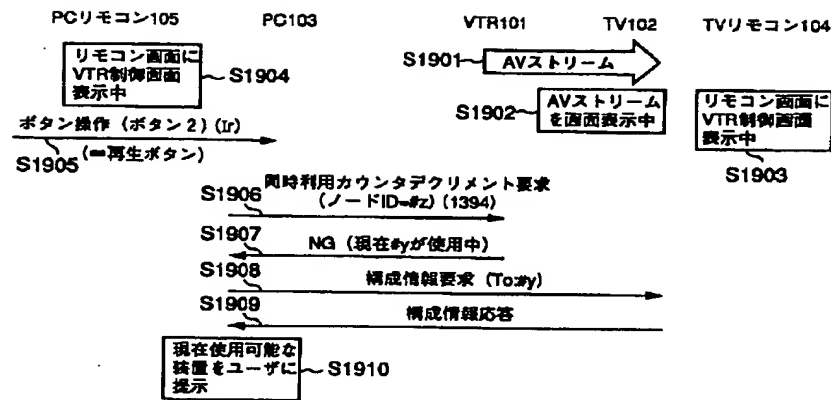 PCリモコン105
PC103
VTR101
TV102
TVリモコン104
リモコン画面に
VTR制御画面
表示中
S1904
S1901
AVストリーム
S1902
AVストリーム
を画面表示中
リモコン画面に
VTR制御画面
表示中
S1903
ボタン操作 (ボタン2) (Ir)
(=再生ボタン)
S1905
S1906
同時利用カウンタデクリメント要求
(ノードID=#z) (1394)
S1907
NG (現在#yが使用中)
S1908
構成情報要求 (To:#y)
S1909
構成情報応答
現在使用可能な
装置をユーザに
提示
S1910